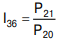 I₃₆ = P₂₁
P₂₀